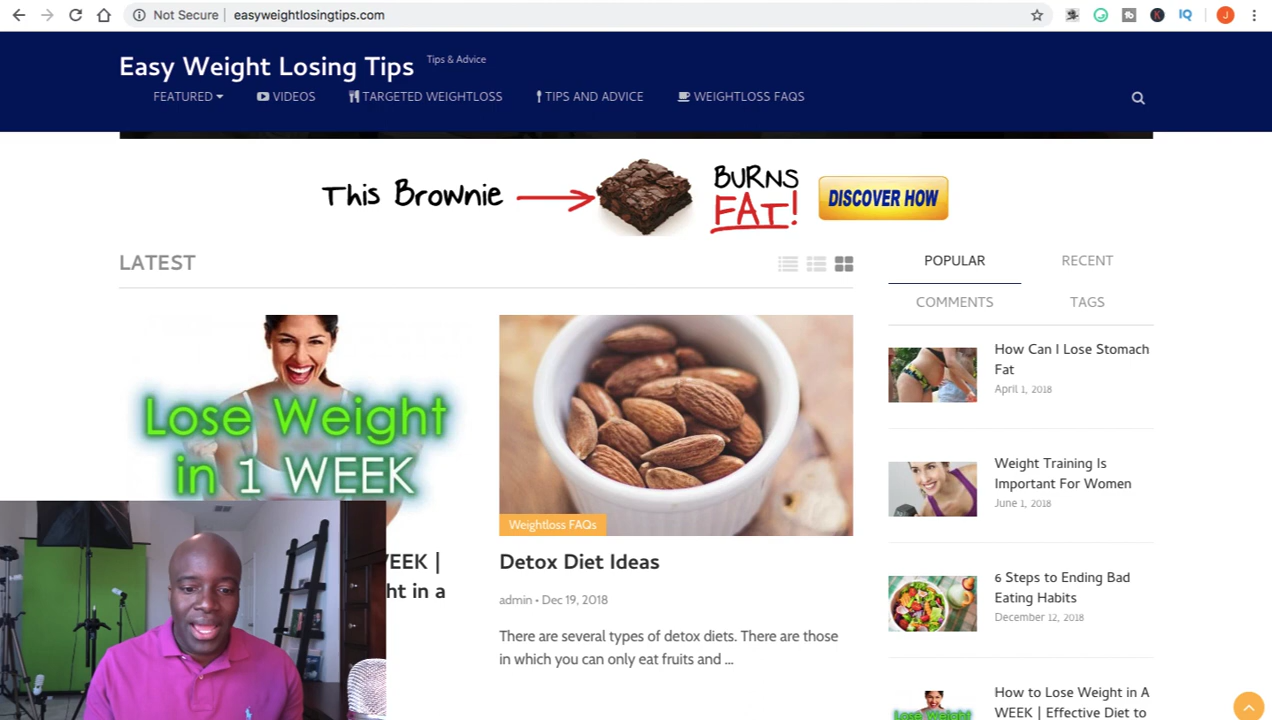 Not Secure | easyweightlosingtips.com
IQ
J
Easy Weight Losing Tips
Tips & Advice
FEATURED
VIDEOS
TARGETED WEIGHTLOSS
TIPS AND ADVICE
WEIGHTLOSS FAQS
This Brownie
BURNS
FAT!
DISCOVER HOW
LATEST
Lose Weight
in 1 WEEK
WEEK |
ht in a
Weightloss FAQs
Detox Diet Ideas
admin • Dec 19, 2018
There are several types of detox diets. There are those
in which you can only eat fruits and ...
POPULAR
RECENT
COMMENTS
TAGS
How Can I Lose Stomach
Fat
April 1, 2018
Weight Training Is
Important For Women
June 1, 2018
6 Steps to Ending Bad
Eating Habits
December 12, 2018
How to Lose Weight in A
WEEK | Effective Diet to